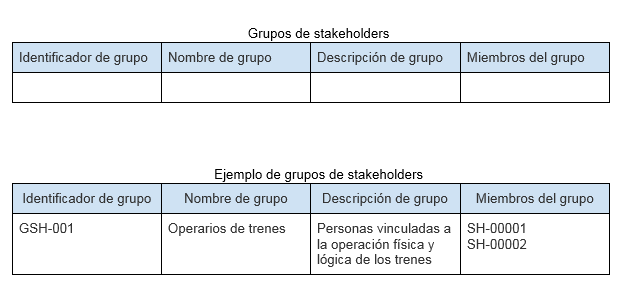 Grupos de stakeholders
Identificador de grupo Nombre de grupo Descripción de grupo Miembros del grupo
Ejemplo de grupos de stakeholders
Identificador de grupo Nombre de grupo Descripción de grupo Miembros del grupo
GSH-001 Operarios de trenes Personas vinculadas a SH-00001
a la operación física y SH-00002
lógica de los trenes